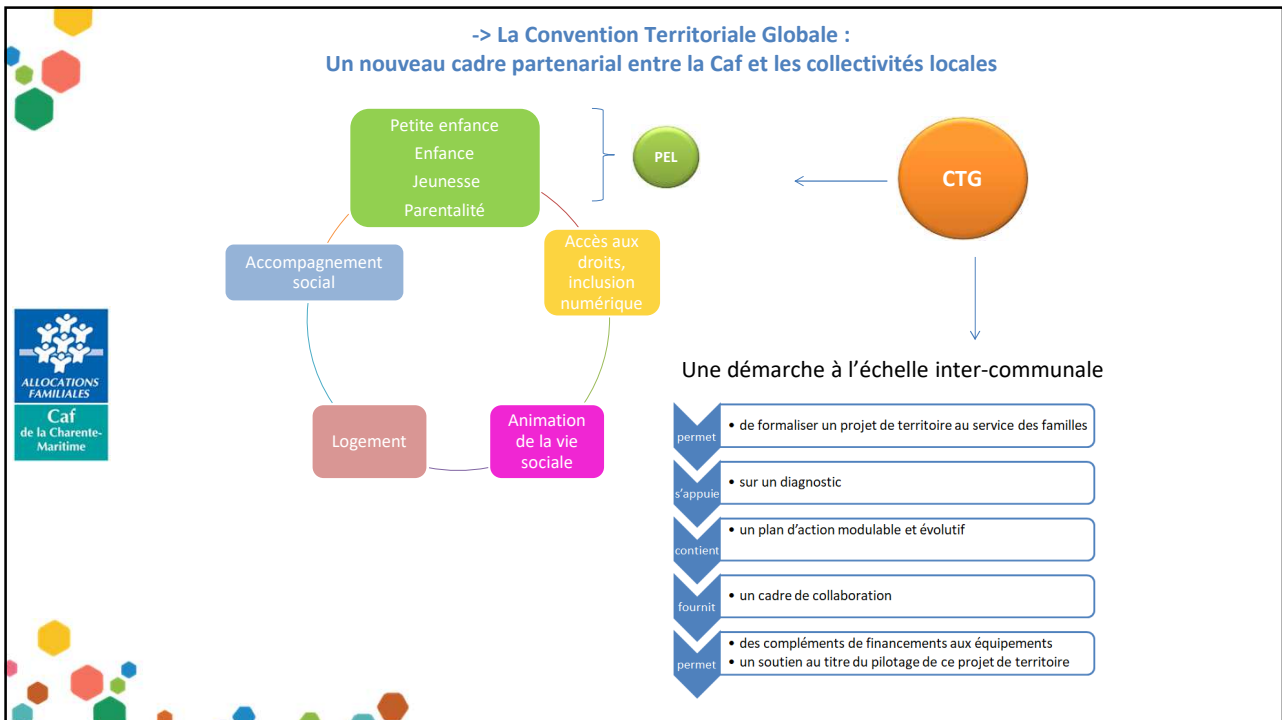 -> La Convention Territoriale Globale :
Un nouveau cadre partenarial entre la Caf et les collectivités locales
Petite enfance
Enfance
Jeunesse
Parentalité
PEL
CTG
Accompagnement
social
Accès aux
droits,
inclusion
numérique
Logement
Animation
de la vie
sociale
ALLOCATIONS
FAMILIALES
Caf
de la Charente-
Maritime
Une démarche à l’échelle inter-communale
permet
• de formaliser un projet de territoire au service des familles
s’appuie
• sur un diagnostic
contient
• un plan d’action modulable et évolutif
fournit
• un cadre de collaboration
permet
• des compléments de financements aux équipements
• un soutien au titre du pilotage de ce projet de territoire